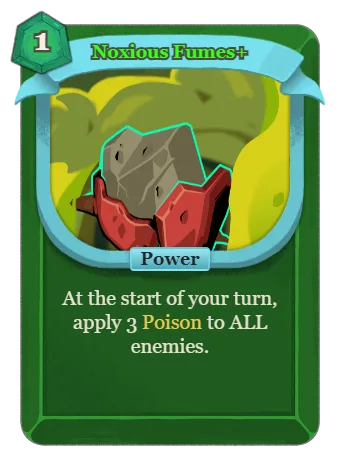 1
Noxious Fumes+
Power
At the start of your turn,
apply 3 Poison to ALL
enemies.